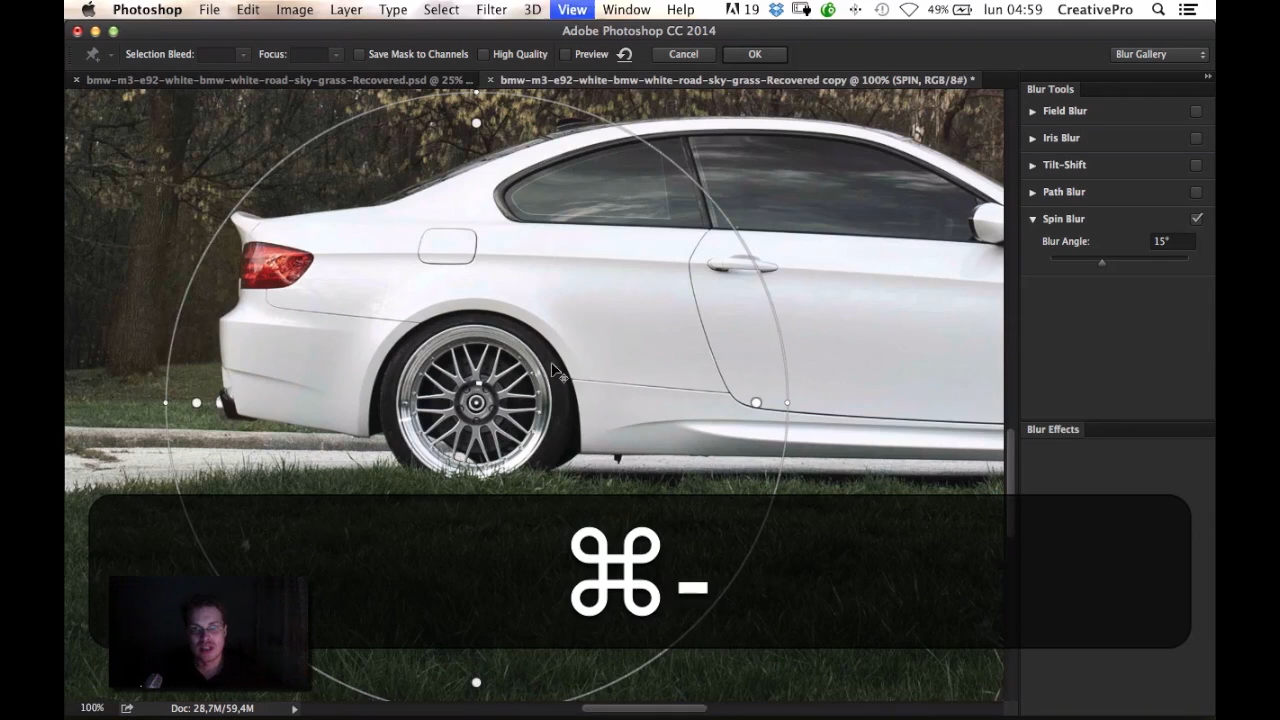 Photoshop File Edit Image Layer Type Select Filter 3D View Window Help 19 49% lun 04:59 CreativePro
Adobe Photoshop CC 2014
Selection Bleed: Focus: Save Mask to Channels High Quality Preview Cancel OK Blur Gallery
× bmw-m3-e92-white-bmw-white-road-sky-grass-Recovered.psd @ 25% ... × bmw-m3-e92-white-bmw-white-road-sky-grass-Recovered copy @ 100% (SPIN, RGB/8#) *
Blur Tools
Field Blur
Iris Blur
Tilt-Shift
Path Blur
Spin Blur
Blur Angle: 15°
Blur Effects
⌘-
100% Doc: 28,7M/59,4M